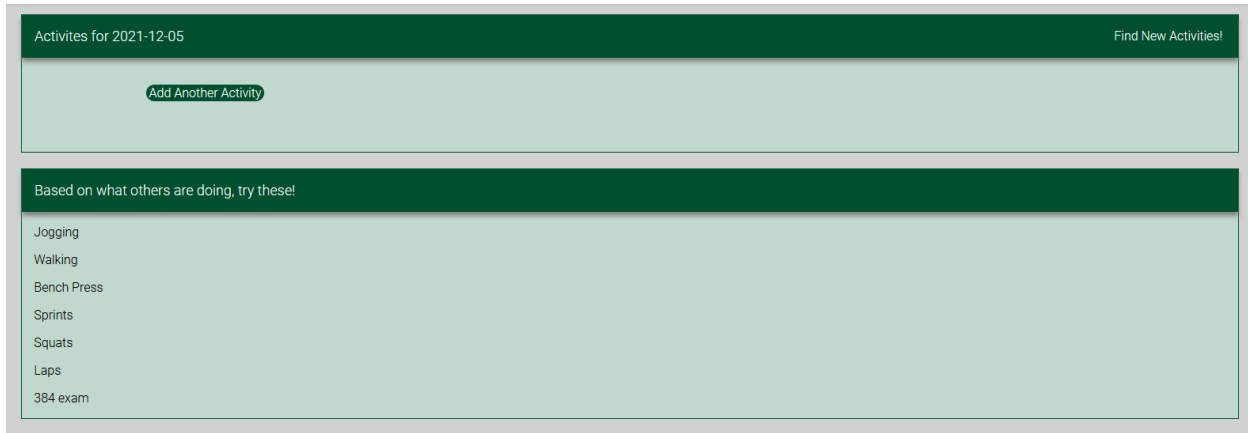 Activites for 2021-12-05
Find New Activities!
Add Another Activity
Based on what others are doing, try these!
Jogging
Walking
Bench Press
Sprints
Squats
Laps
384 exam